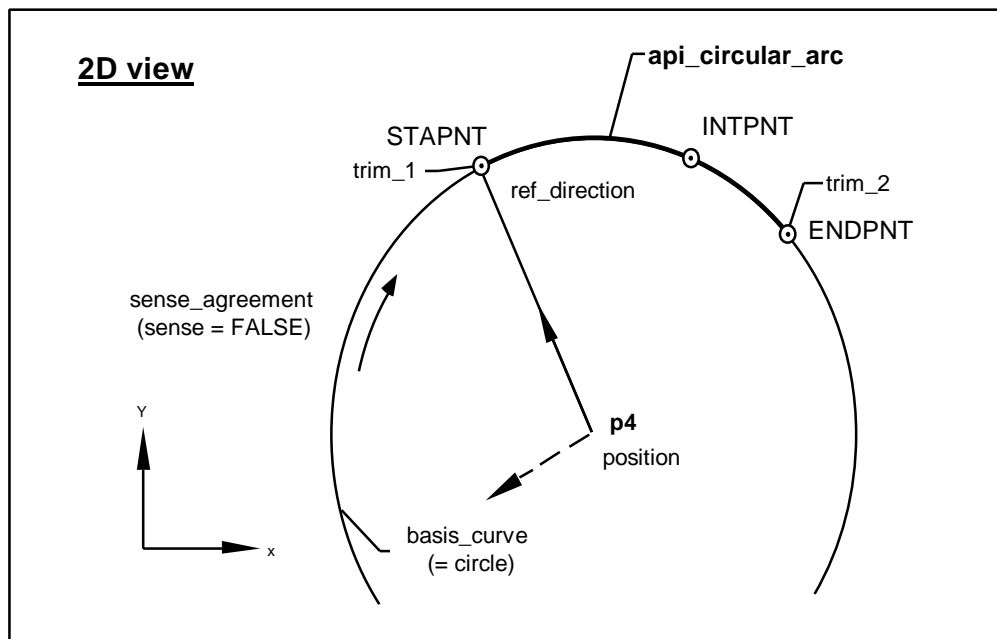 2D view
api_circular_arc
STAPNT
INTPNT
trim_1
ref_direction
trim_2
ENDPNT
sense_agreement
(sense = FALSE)
Y
p4
position
x
basis_curve
(= circle)